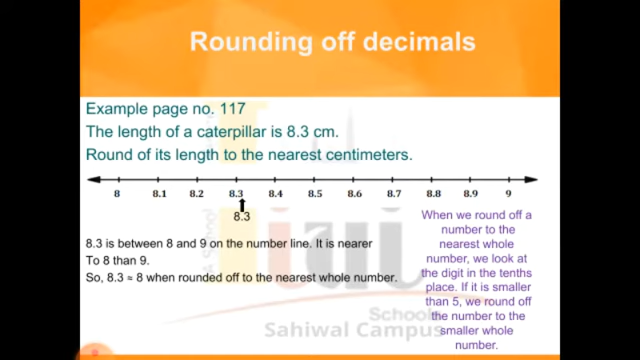 Rounding off decimals
Example page no. 117
The length of a caterpillar is 8.3 cm.
Round of its length to the nearest centimeters.
8 8.1 8.2 8.3 8.4 8.5 8.6 8.7 8.8 8.9 9
8.3
8.3 is between 8 and 9 on the number line. It is nearer
To 8 than 9.
So, 8.3 ≈ 8 when rounded off to the nearest whole number.
When we round off a
number to the
nearest whole
number, we look at
the digit in the tenths
place. If it is smaller
than 5, we round off
the number to the
smaller whole
number.
School
Sahiwal Campus
8